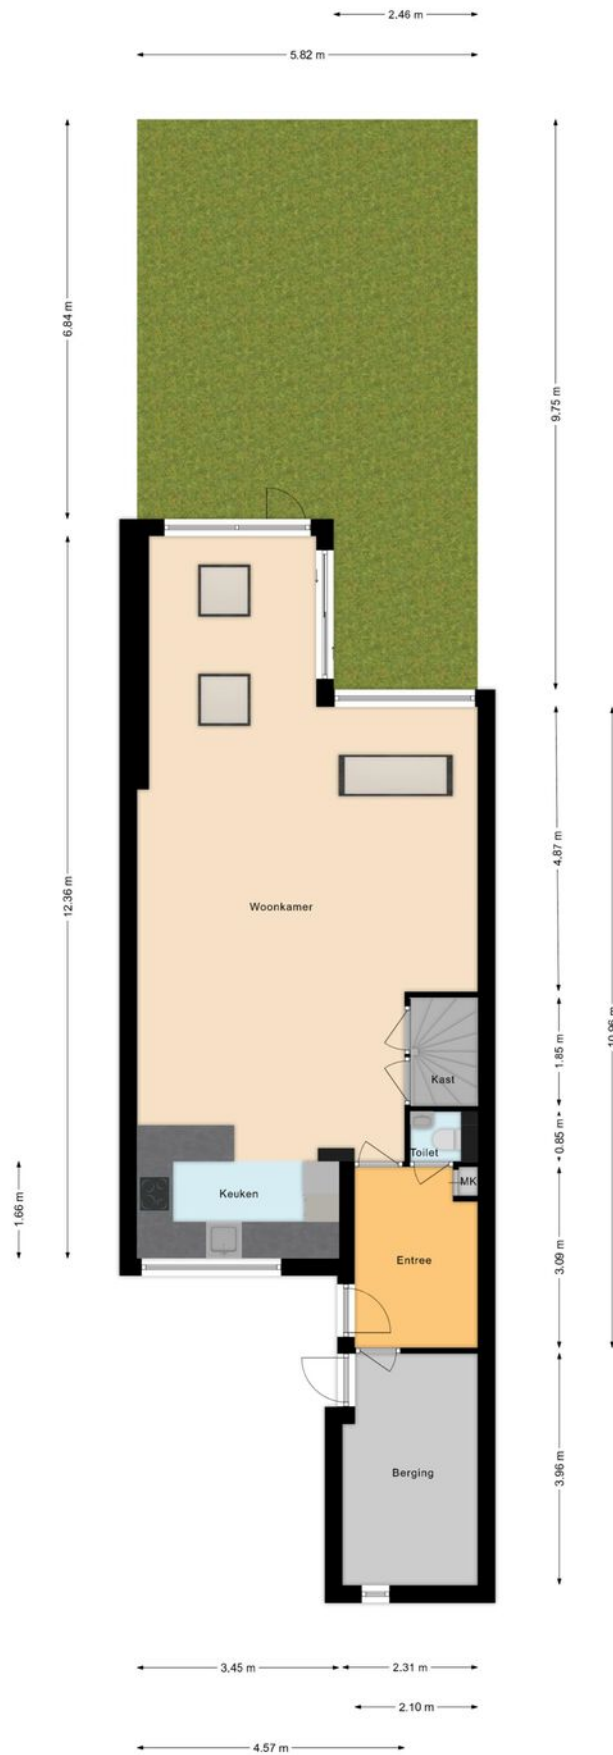 2.46 m
5.82 m
6.84 m
9.75 m
12.36 m
4.87 m
Woonkamer
10.96 m
1.85 m
Kast
0.85 m
Toilet
1.66 m
Keuken
MK
3.09 m
Entree
Berging
3.96 m
3.45 m
2.31 m
2.10 m
4.57 m